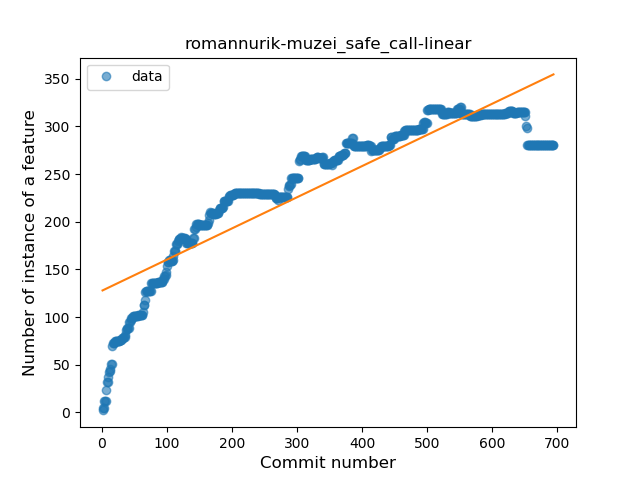 romannurik-muzei_safe_call-linear
data
Number of instance of a feature
350
300
250
200
150
100
50
0
0 100 200 300 400 500 600 700
Commit number